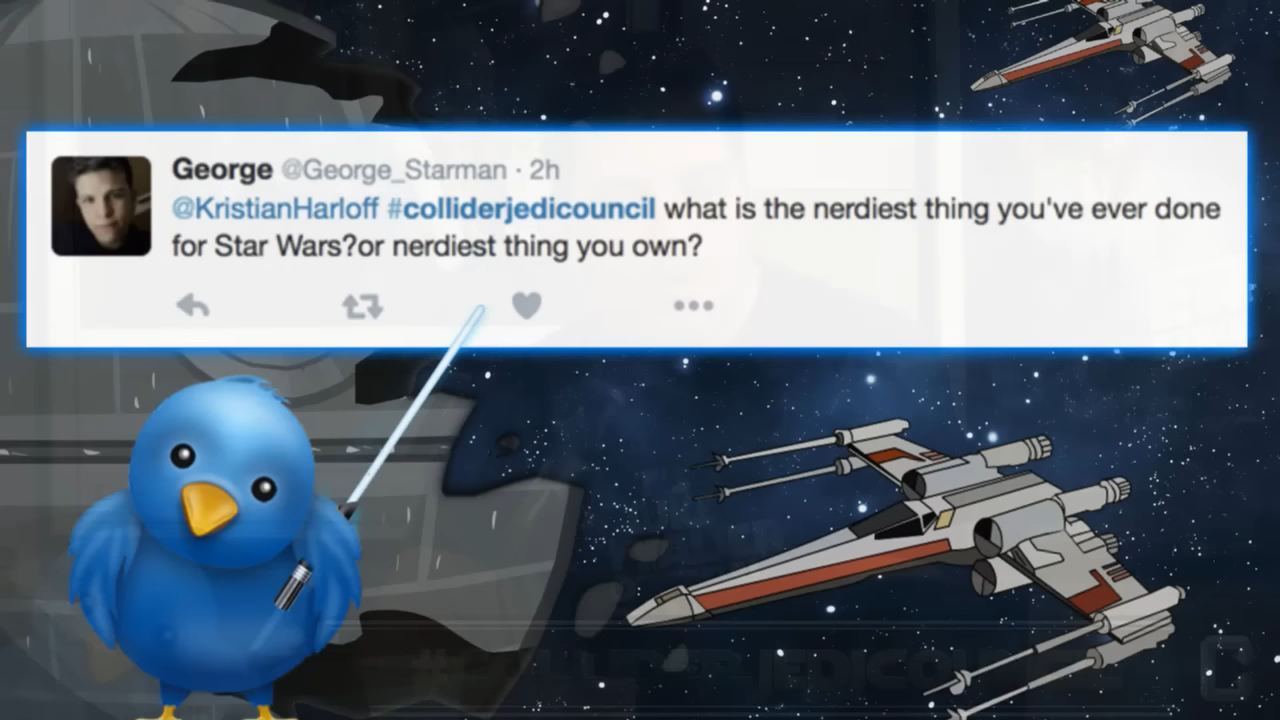 George @George_Starman · 2h
@KristianHarloff #colliderjedicouncil what is the nerdiest thing you've ever done
for Star Wars?or nerdiest thing you own?
#COLLIDERJEDICOUNCIL